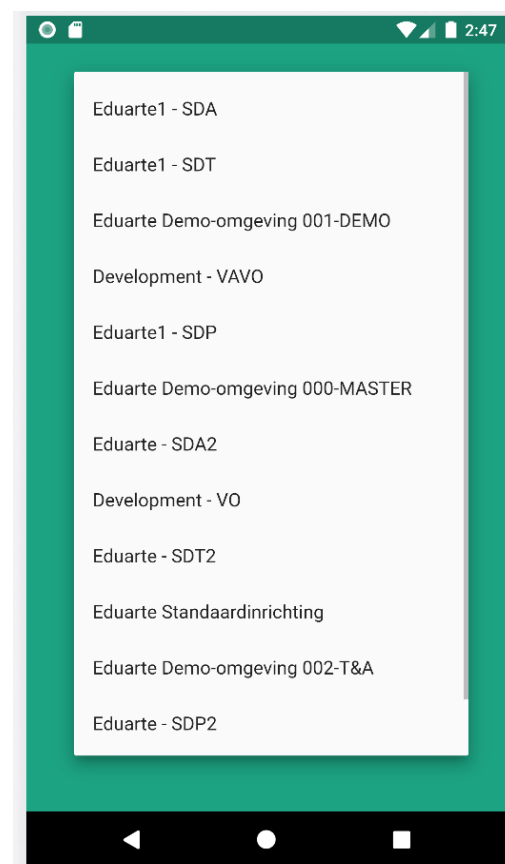 2:47
Eduarte1 - SDA
Eduarte1 - SDT
Eduarte Demo-omgeving 001-DEMO
Development - VAVO
Eduarte1 - SDP
Eduarte Demo-omgeving 000-MASTER
Eduarte - SDA2
Development - VO
Eduarte - SDT2
Eduarte Standaardinrichting
Eduarte Demo-omgeving 002-T&A
Eduarte - SDP2